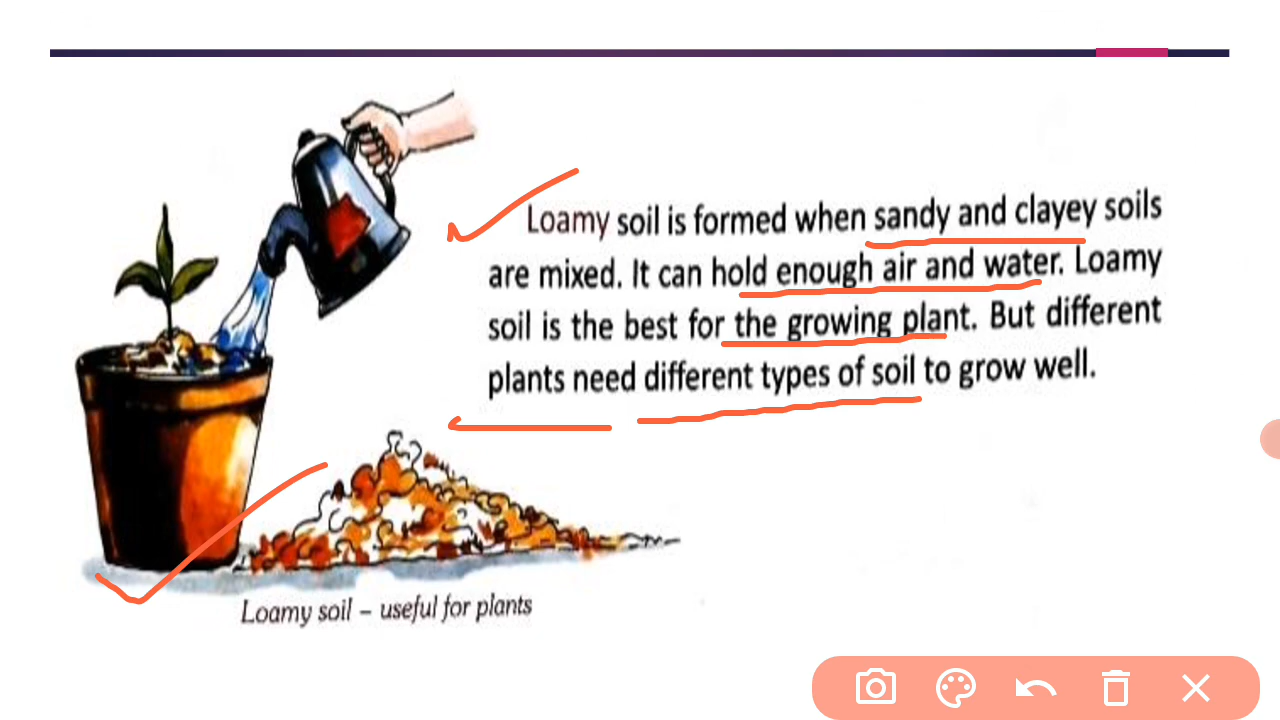 Loamy soil is formed when sandy and clayey soils
are mixed. It can hold enough air and water. Loamy
soil is the best for the growing plant. But different
plants need different types of soil to grow well.
Loamy soil – useful for plants